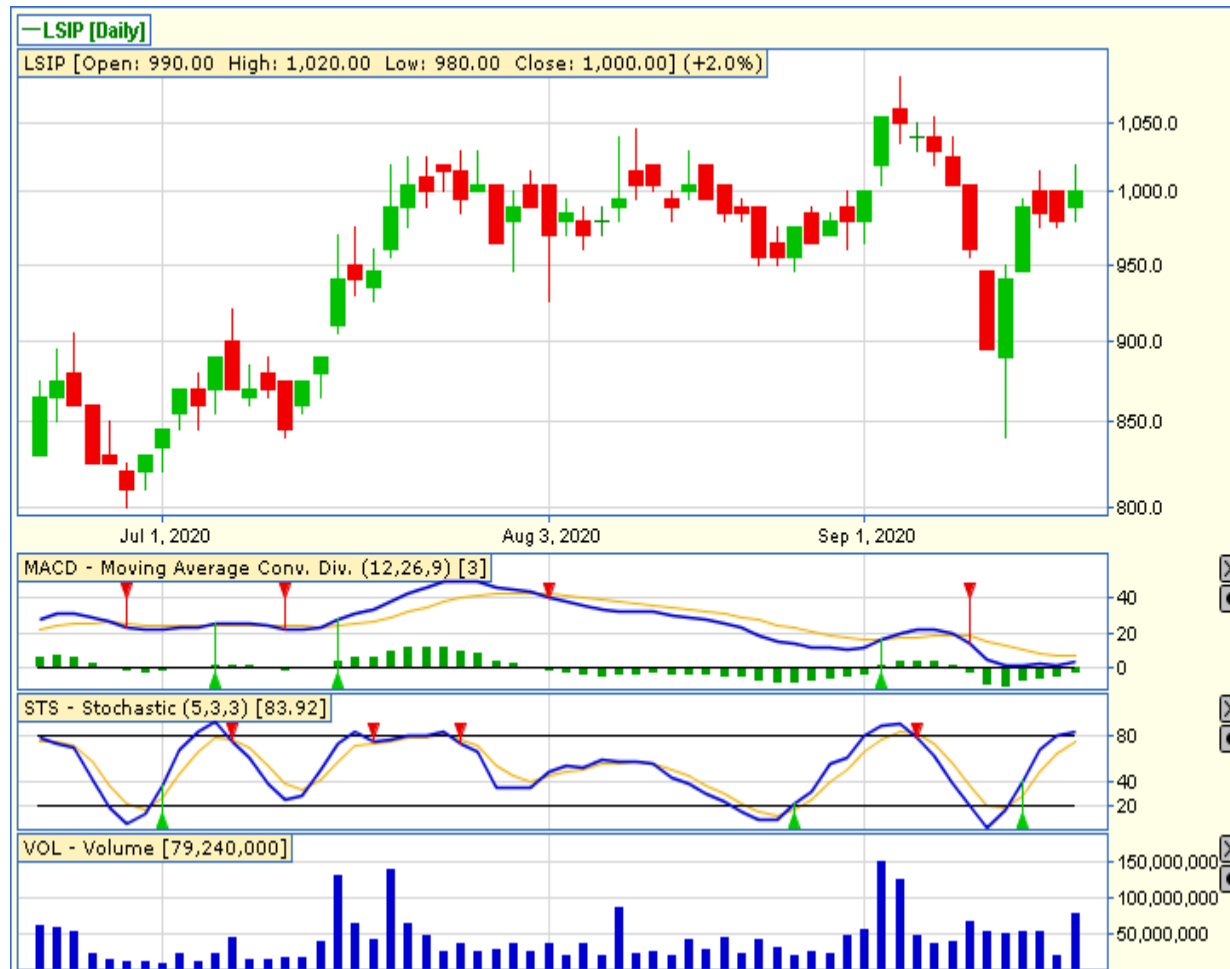 LSIP [Daily]
LSIP [Open: 990.00 High: 1,020.00 Low: 980.00 Close: 1,000.00] (+2.0%)
1,050.0
1,000.0
950.0
900.0
850.0
800.0
Jul 1, 2020 Aug 3, 2020 Sep 1, 2020
MACD - Moving Average Conv. Div. (12,26,9) [3]
40
20
0
STS - Stochastic (5,3,3) [83.92]
80
40
20
VOL - Volume [79,240,000]
150,000,000
100,000,000
50,000,000